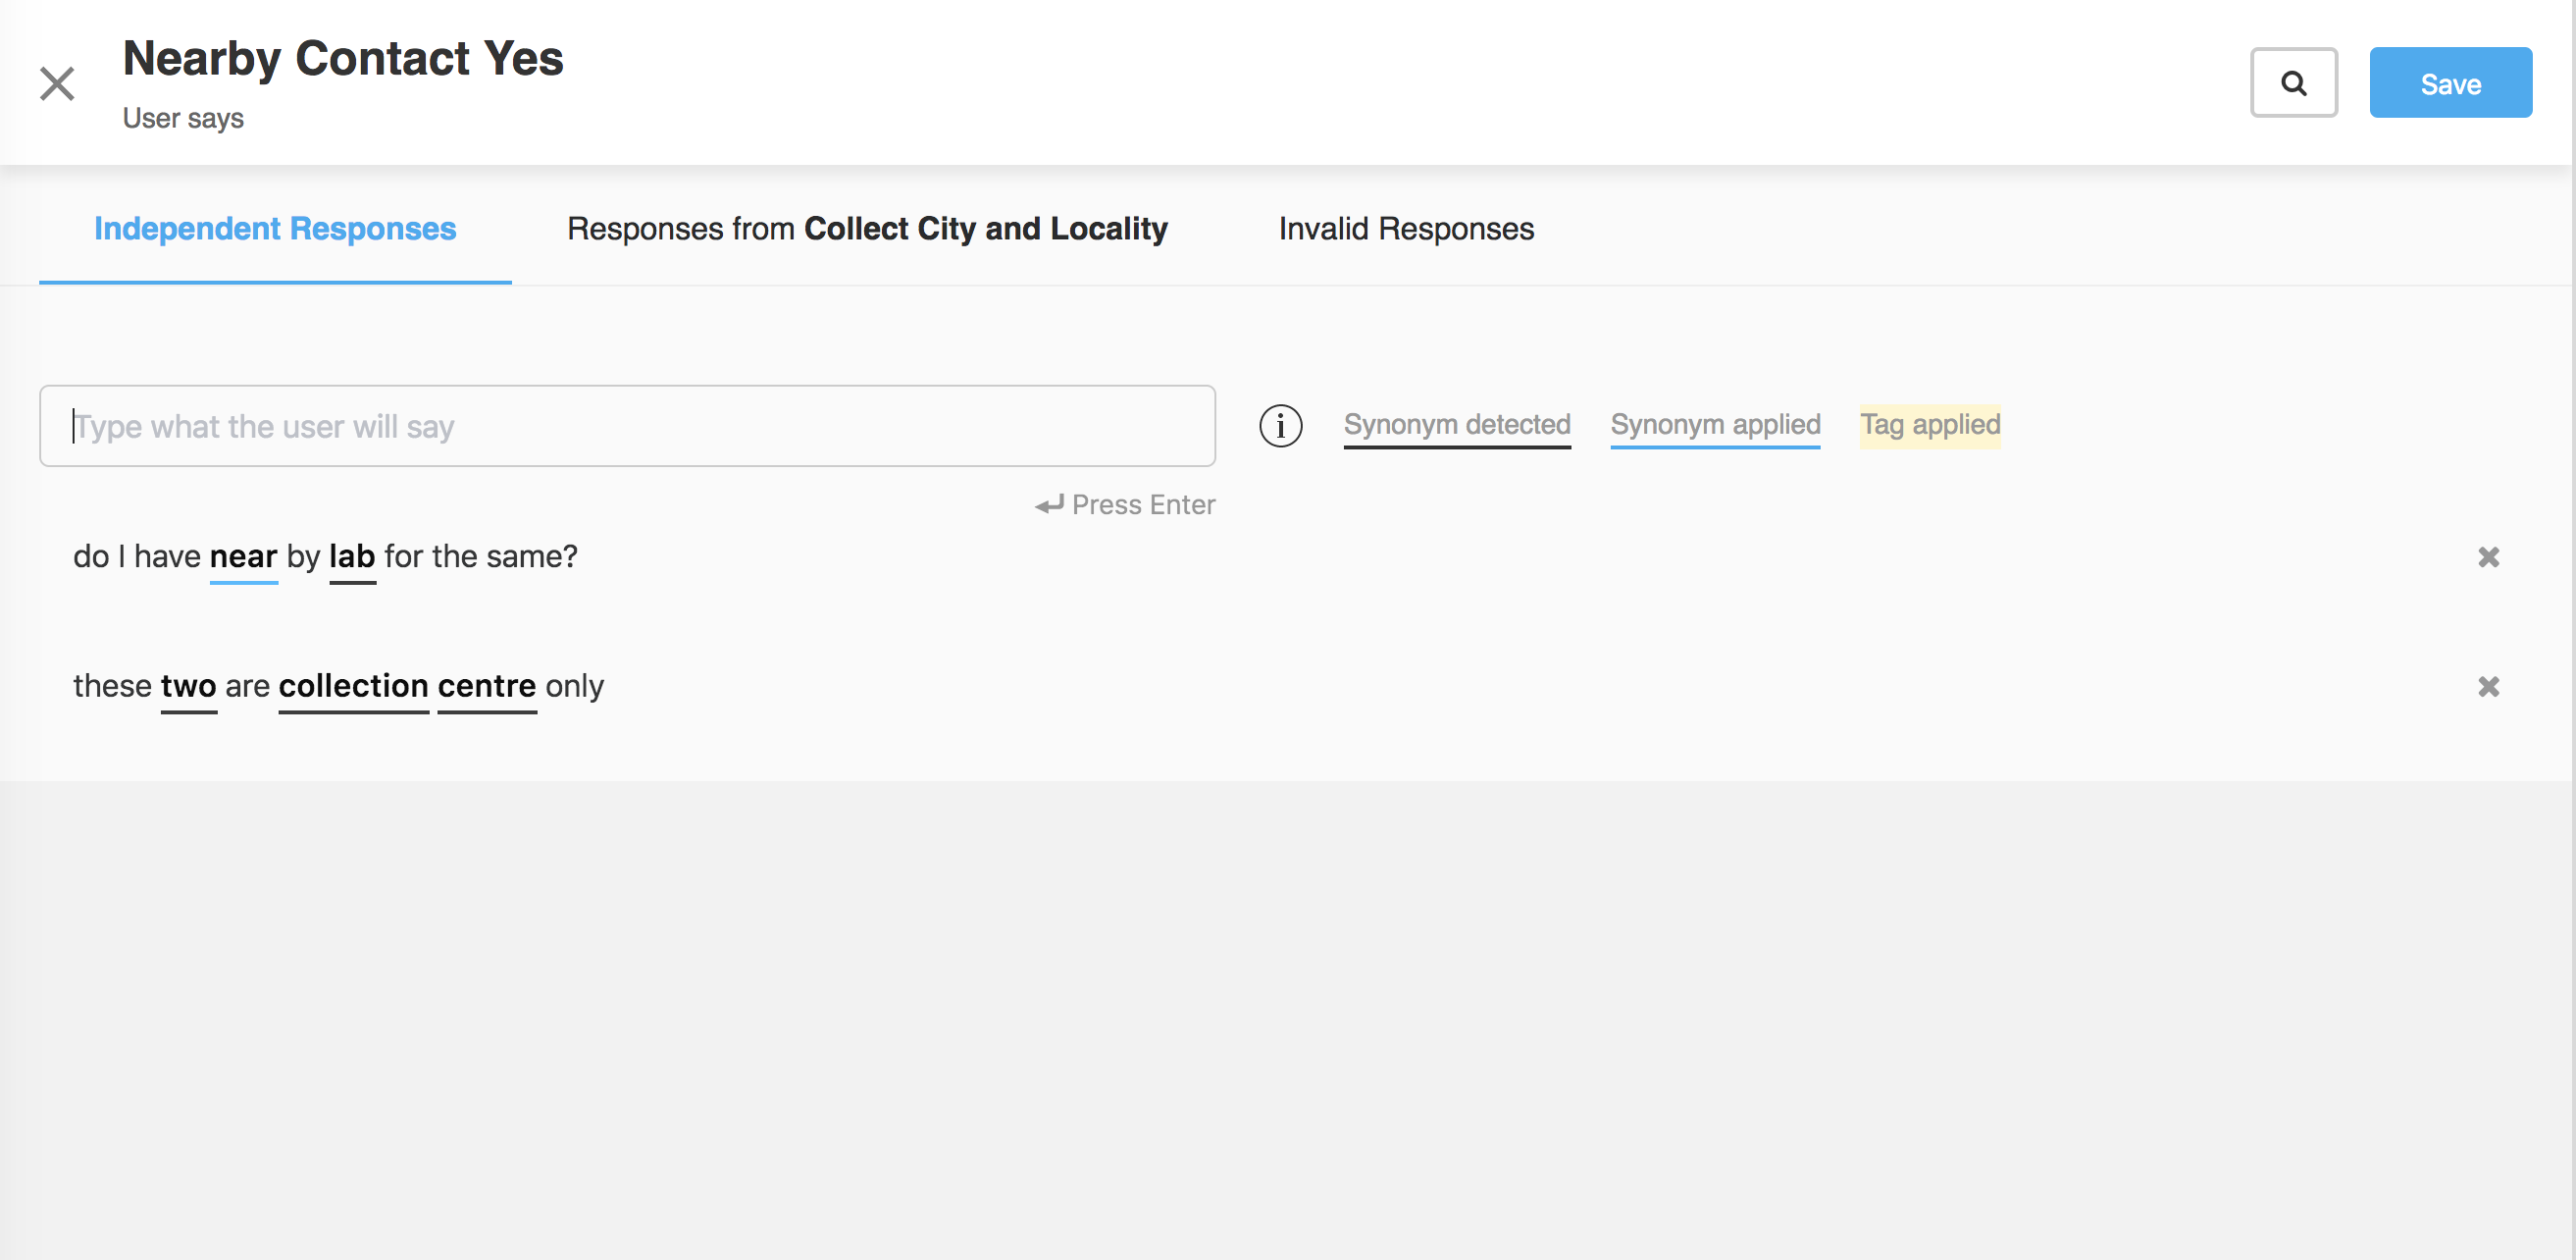 Nearby Contact Yes
User says
Save
Independent Responses
Responses from Collect City and Locality
Invalid Responses
Type what the user will say
Synonym detected
Synonym applied
Tag applied
Press Enter
do I have near by lab for the same?
these two are collection centre only